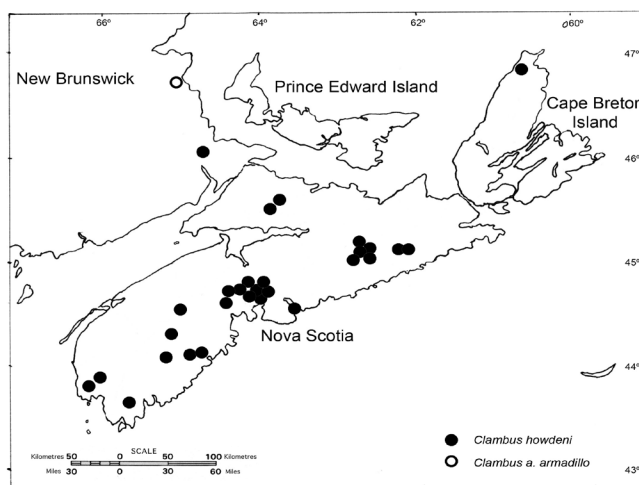 66 64 62 60
47
New Brunswick
Prince Edward Island
Cape Breton
Island
46
45
Nova Scotia
44
Kilometres 50 0 SCALE 50 100 Kilometres
Miles 30 0 30 60 Miles
Clambus howdeni
Clambus a. armadillo
43